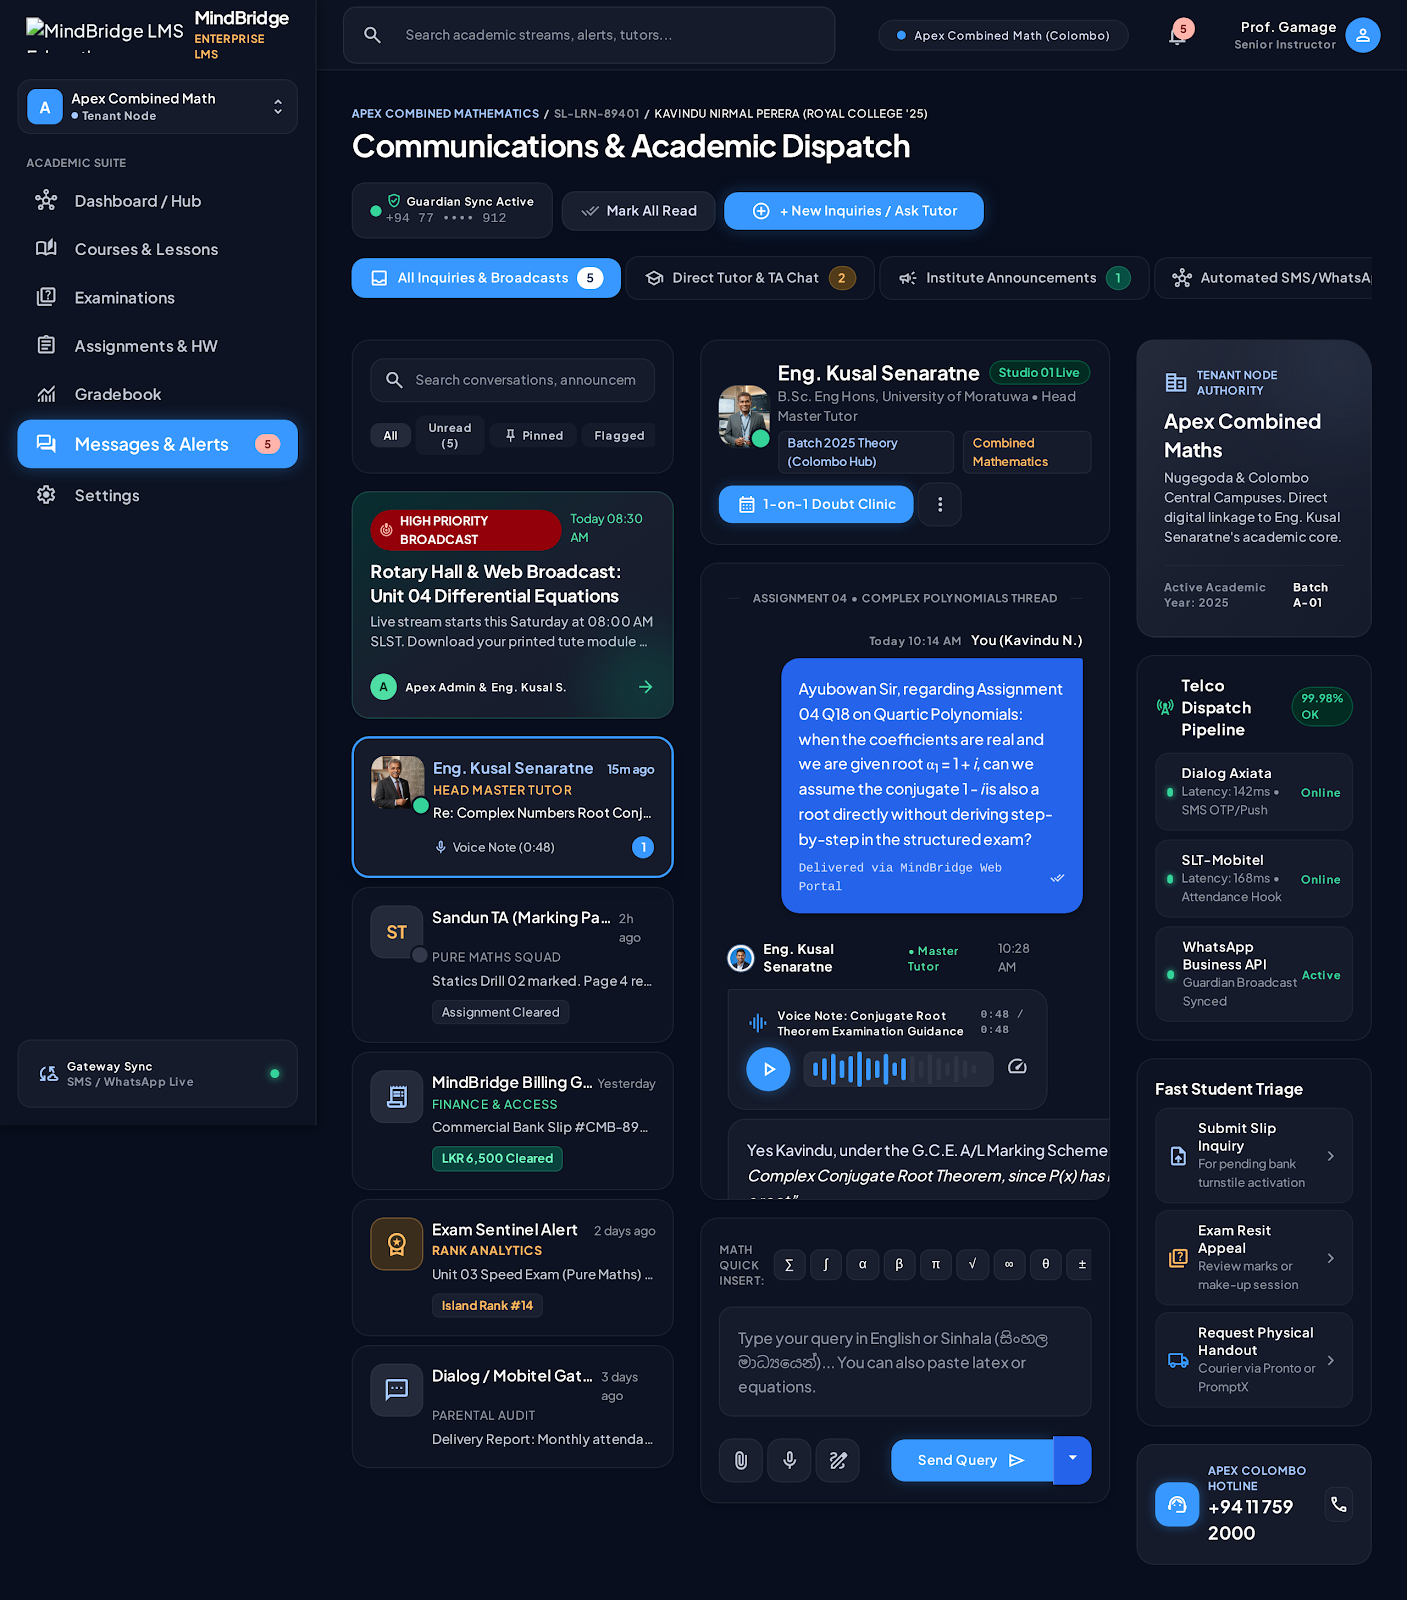 MindBridge LMS
MindBridge
ENTERPRISE
LMS
Search academic streams, alerts, tutors...
Apex Combined Math (Colombo)
5
Prof. Gamage
Senior Instructor
A
Apex Combined Math
Tenant Node
ACADEMIC SUITE
Dashboard / Hub
Courses & Lessons
Examinations
Assignments & HW
Gradebook
Messages & Alerts
5
Settings
Gateway Sync
SMS / WhatsApp Live
APEX COMBINED MATHEMATICS / SL-LRN-89401 / KAVINDU NIRMAL PERERA (ROYAL COLLEGE '25)
Communications & Academic Dispatch
Guardian Sync Active
+94 77 •••• 912
Mark All Read
+ New Inquiries / Ask Tutor
All Inquiries & Broadcasts 5
Direct Tutor & TA Chat 2
Institute Announcements 1
Automated SMS/WhatsA
Search conversations, announcem
All
Unread
(5)
Pinned
Flagged
HIGH PRIORITY
BROADCAST
Today 08:30
AM
Rotary Hall & Web Broadcast:
Unit 04 Differential Equations
Live stream starts this Saturday at 08:00 AM
SLST. Download your printed tute module …
A
Apex Admin & Eng. Kusal S.
Eng. Kusal Senaratne
15m ago
HEAD MASTER TUTOR
Re: Complex Numbers Root Conj…
Voice Note (0:48)
1
ST
Sandun TA (Marking Pa…
2h
ago
PURE MATHS SQUAD
Statics Drill 02 marked. Page 4 re…
Assignment Cleared
MindBridge Billing G…
Yesterday
FINANCE & ACCESS
Commercial Bank Slip #CMB-89…
LKR 6,500 Cleared
Exam Sentinel Alert
2 days ago
RANK ANALYTICS
Unit 03 Speed Exam (Pure Maths) …
Island Rank #14
Dialog / Mobitel Gat…
3 days
ago
PARENTAL AUDIT
Delivery Report: Monthly attenda…
Eng. Kusal Senaratne
Studio 01 Live
B.Sc. Eng Hons, University of Moratuwa • Head
Master Tutor
Batch 2025 Theory
(Colombo Hub)
Combined
Mathematics
1-on-1 Doubt Clinic
ASSIGNMENT 04 • COMPLEX POLYNOMIALS THREAD
Today 10:14 AM You (Kavindu N.)
Ayubowan Sir, regarding Assignment
04 Q18 on Quartic Polynomials:
when the coefficients are real and
we are given root α₁ = 1 + i, can we
assume the conjugate 1 - i is also a
root directly without deriving step-
by-step in the structured exam?
Delivered via MindBridge Web
Portal
Eng. Kusal
Senaratne
• Master
Tutor
10:28
AM
Voice Note: Conjugate Root
Theorem Examination Guidance
0:48 /
0:48
Yes Kavindu, under the G.C.E. A/L Marking Scheme
Complex Conjugate Root Theorem, since P(x) has
MATH
QUICK
INSERT:
∑ ∫ α β π √ ∞ θ ±
Type your query in English or Sinhala (සිංහල
මාධ්‍යයෙන්)... You can also paste latex or
equations.
Send Query
TENANT NODE
AUTHORITY
Apex Combined
Maths
Nugegoda & Colombo
Central Campuses. Direct
digital linkage to Eng. Kusal
Senaratne's academic core.
Active Academic
Year: 2025
Batch
A-01
Telco
Dispatch
Pipeline
99.98%
OK
Dialog Axiata
Latency: 142ms •
SMS OTP/Push
Online
SLT-Mobitel
Latency: 168ms •
Attendance Hook
Online
WhatsApp
Business API
Guardian Broadcast
Synced
Active
Fast Student Triage
Submit Slip
Inquiry
For pending bank
turnstile activation
Exam Resit
Appeal
Review marks or
make-up session
Request Physical
Handout
Courier via Pronto or
PromptX
APEX COLOMBO
HOTLINE
+94 11 759
2000